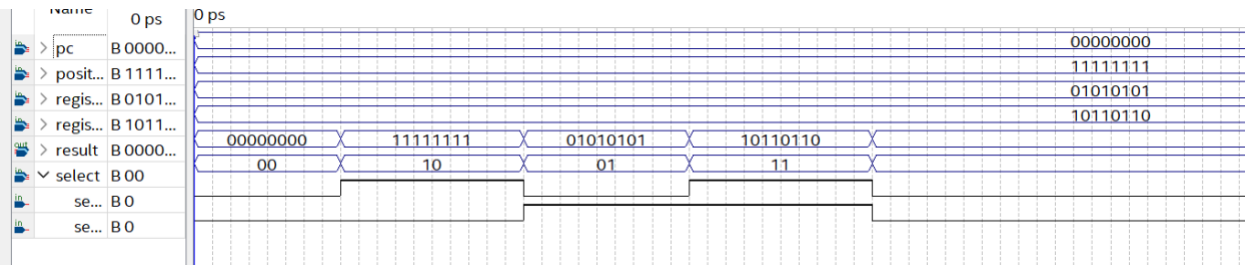 Name 0 ps 0 ps
pc B 0000... 00000000
posit... B 1111... 11111111
regis... B 0101... 01010101
regis... B 1011... 10110110
result B 0000... 00000000 11111111 01010101 10110110
select B 00 00 10 01 11
se... B 0
se... B 0